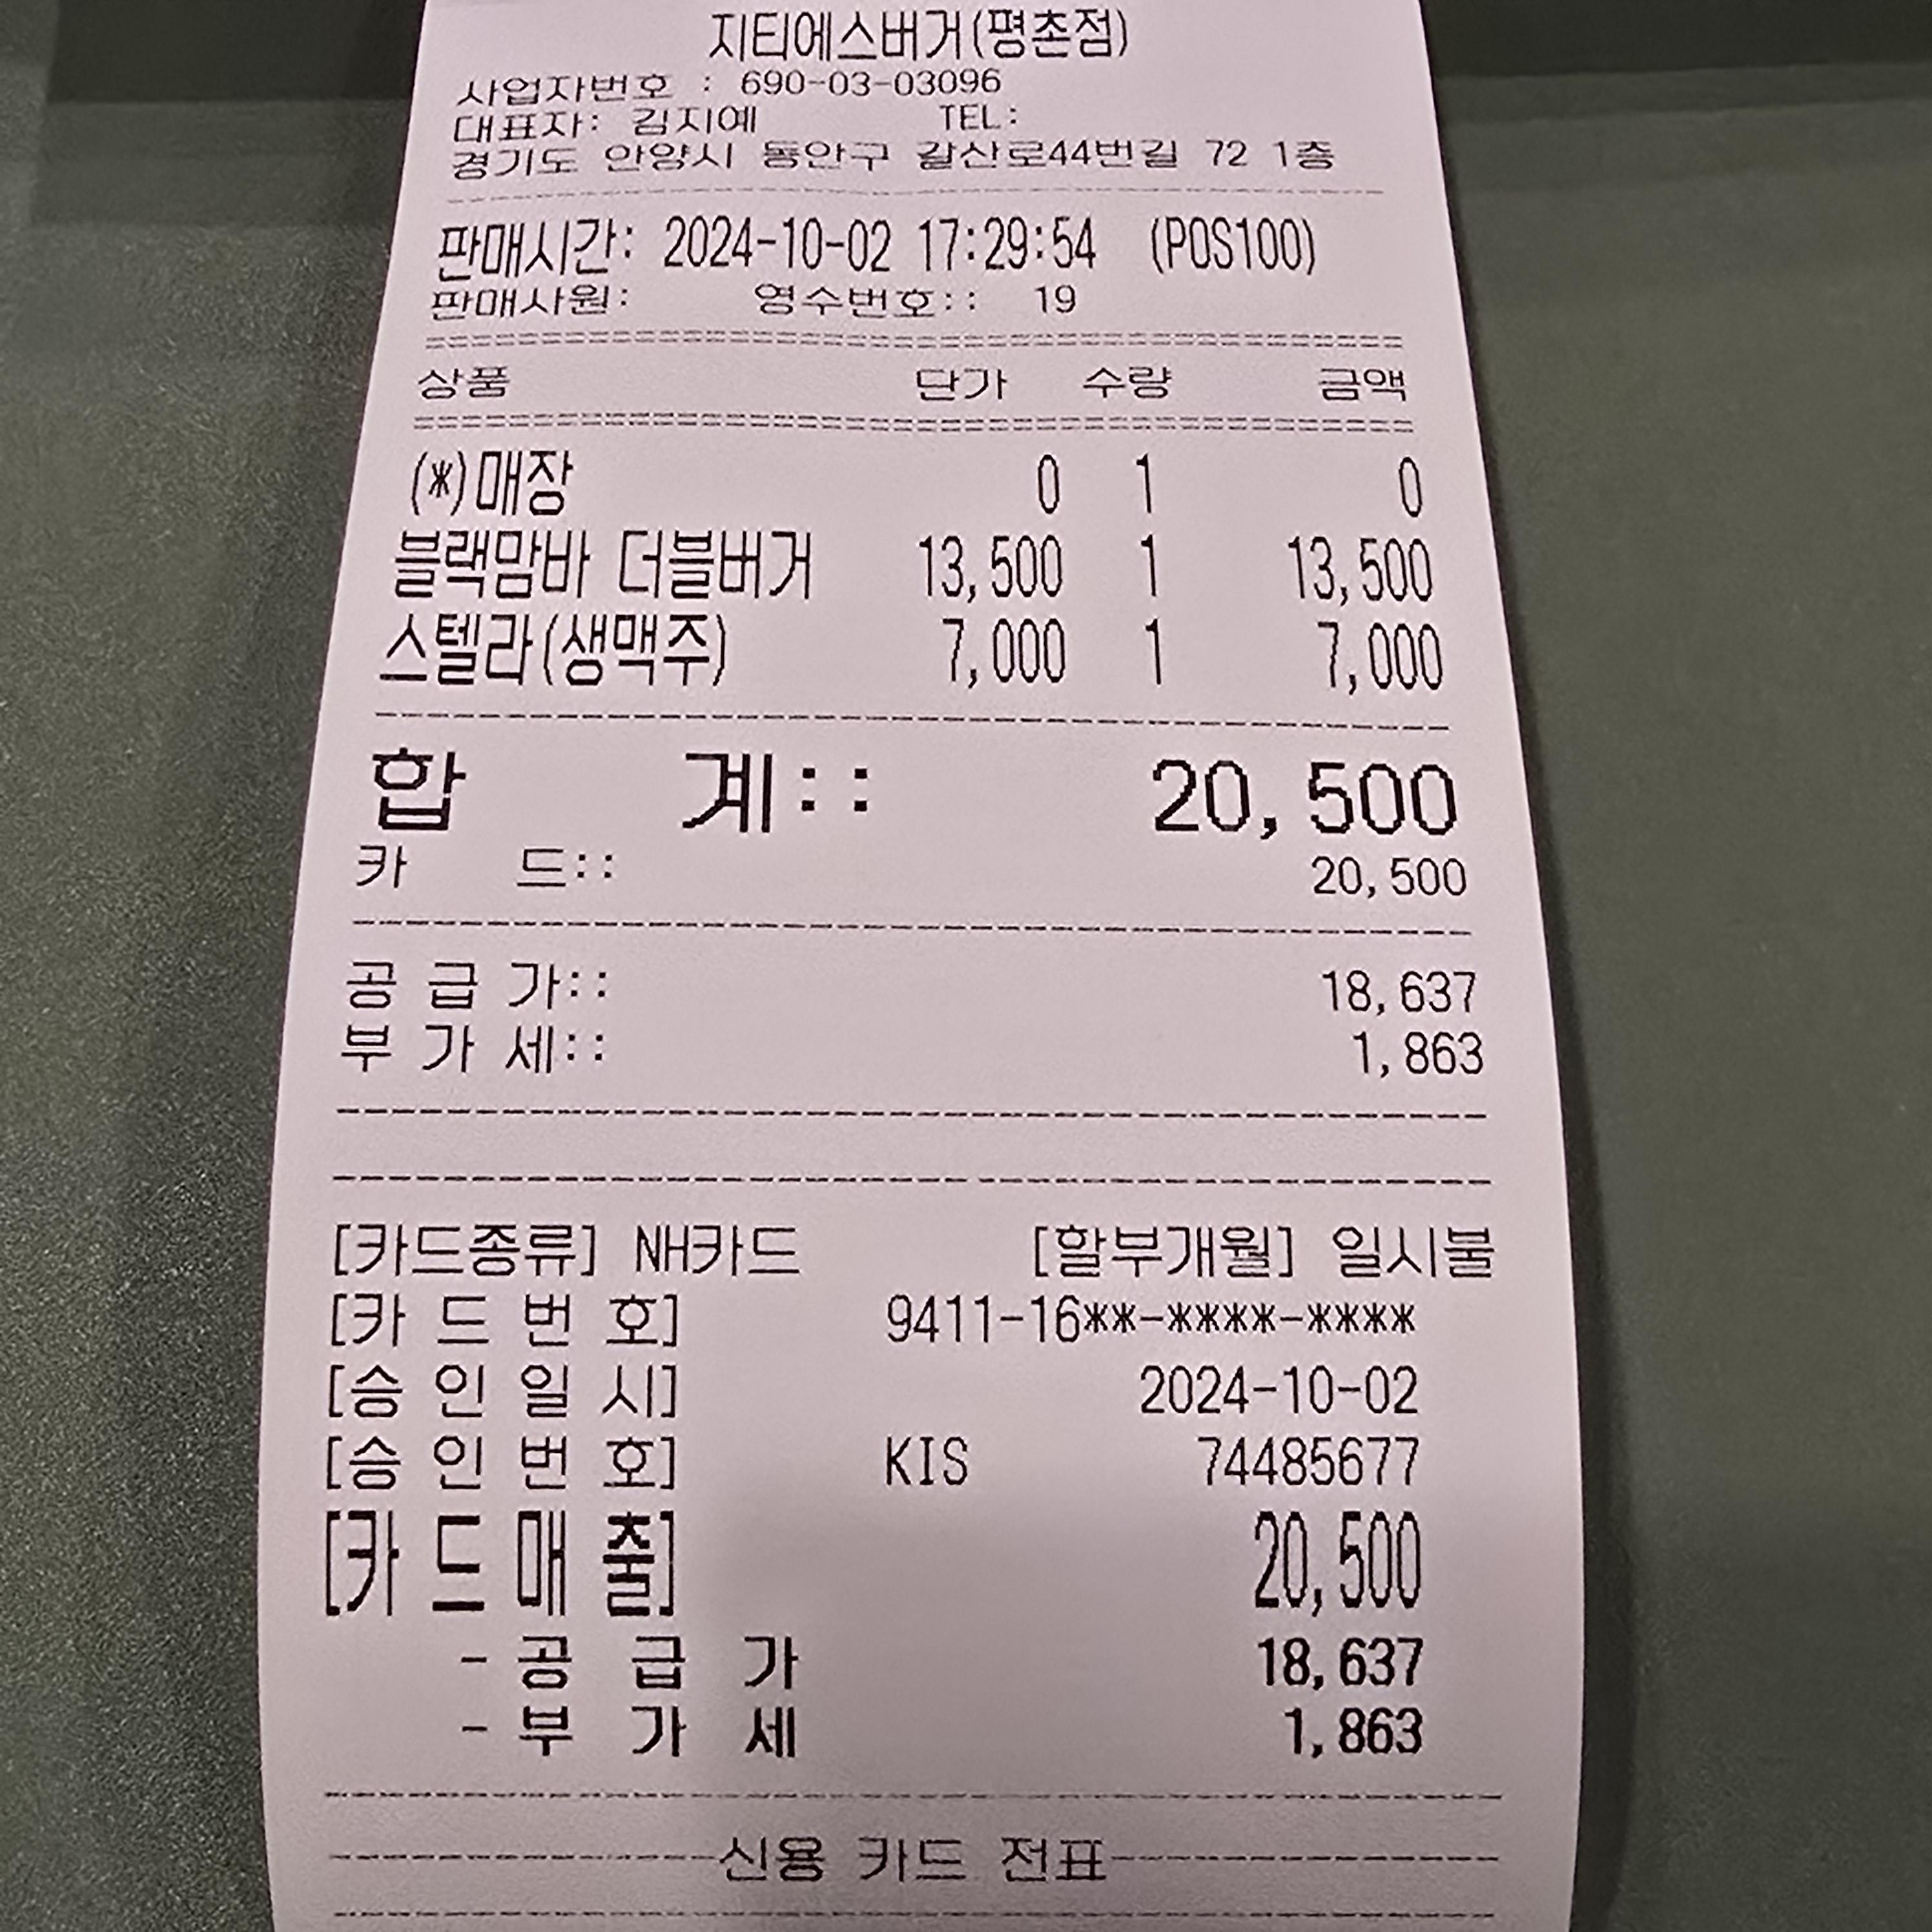 지티에스버거(평촌점)
사업자번호 : 690-03-03096
대표자: 김지예 TEL:
경기도 안양시 동안구 갈산로44번길 72 1층
판매시간: 2024-10-02 17:29:54 (POS100)
판매사원: 영수번호:: 19
상품 단가 수량 금액
(*)매장 0 1 0
블랙맘바 더블버거 13,500 1 13,500
스텔라(생맥주) 7,000 1 7,000
합 계:: 20,500
카 드:: 20,500
공 급 가:: 18,637
부 가 세:: 1,863
[카드종류] NH카드 [할부개월] 일시불
[카 드 번 호] 9411-16**-****-****
[승 인 일 시] 2024-10-02
[승 인 번 호] KIS 74485677
[카 드 매 출] 20,500
- 공 급 가 18,637
- 부 가 세 1,863
신용 카드 전표